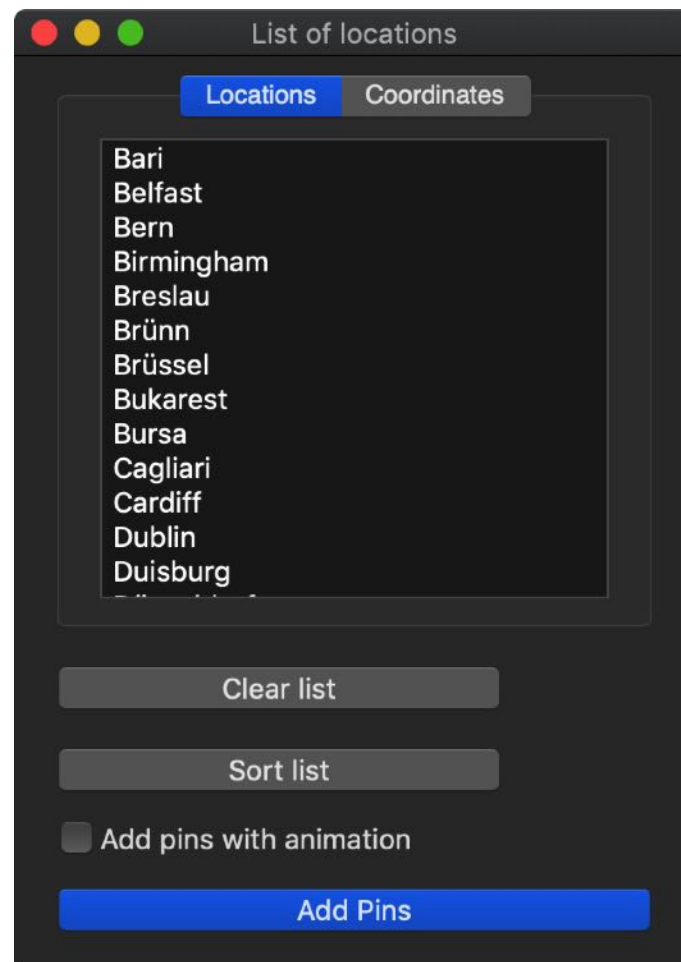 List of locations
Locations Coordinates
Bari
Belfast
Bern
Birmingham
Breslau
Brünn
Brüssel
Bukarest
Bursa
Cagliari
Cardiff
Dublin
Duisburg
Clear list
Sort list
Add pins with animation
Add Pins